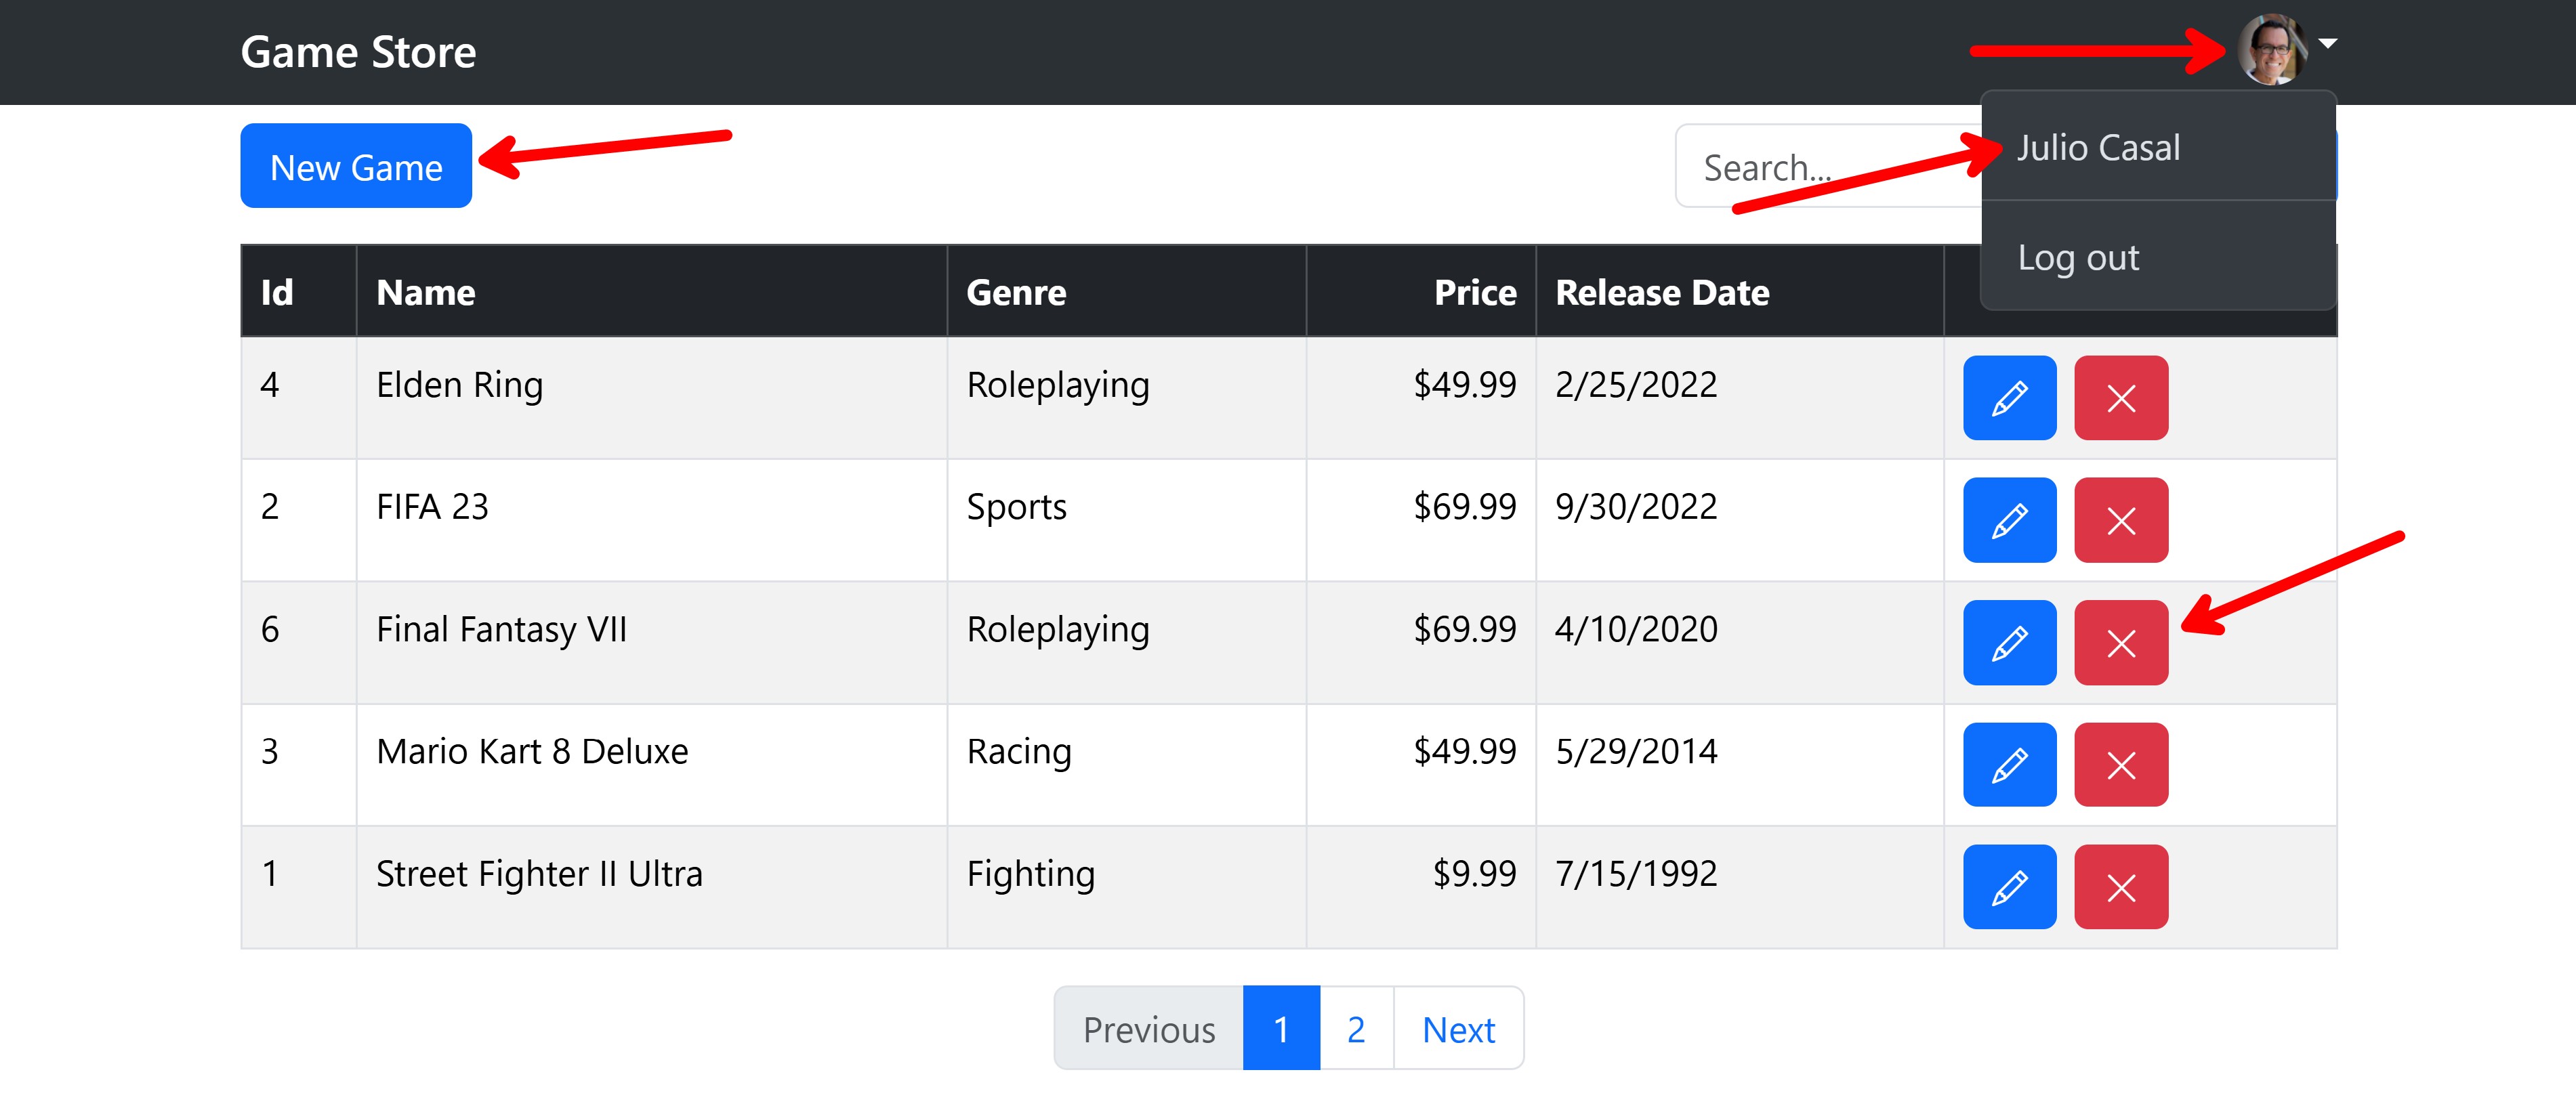 Game Store
New Game
Search...
Julio Casal
Log out
Id Name Genre Price Release Date
4 Elden Ring Roleplaying $49.99 2/25/2022
2 FIFA 23 Sports $69.99 9/30/2022
6 Final Fantasy VII Roleplaying $69.99 4/10/2020
3 Mario Kart 8 Deluxe Racing $49.99 5/29/2014
1 Street Fighter II Ultra Fighting $9.99 7/15/1992
Previous 1 2 Next